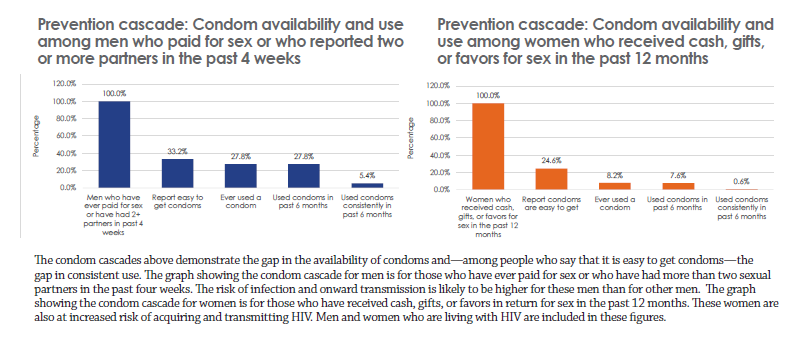 Prevention cascade: Condom availability and use
among men who paid for sex or who reported two
or more partners in the past 4 weeks
120.0%
100.0%
80.0%
60.0%
40.0%
20.0%
0.0%
Percentage
100.0%
33.2%
27.8%
27.8%
5.4%
Men who have
ever paid for sex
or have had 2+
partners in past 4
weeks
Report easy to
get condoms
Ever used a
condom
Used condoms in
past 6 months
Used condoms
consistently in
past 6 months
Prevention cascade: Condom availability and
use among women who received cash, gifts,
or favors for sex in the past 12 months
120.0%
100.0%
80.0%
60.0%
40.0%
20.0%
0.0%
Percentage
100.0%
24.6%
8.2%
7.6%
0.6%
Women who
received cash,
gifts, or favors for
sex in the past 12
months
Report condoms
are easy to get
Ever used a
condom
Used condoms in
past 6 months
Used condoms
consistently in
past 6 months
The condom cascades above demonstrate the gap in the availability of condoms and—among people who say that it is easy to get condoms—the
gap in consistent use. The graph showing the condom cascade for men is for those who have ever paid for sex or who have had more than two sexual
partners in the past four weeks. The risk of infection and onward transmission is likely to be higher for these men than for other men. The graph
showing the condom cascade for women is for those who have received cash, gifts, or favors in return for sex in the past 12 months. These women are
also at increased risk of acquiring and transmitting HIV. Men and women who are living with HIV are included in these figures.